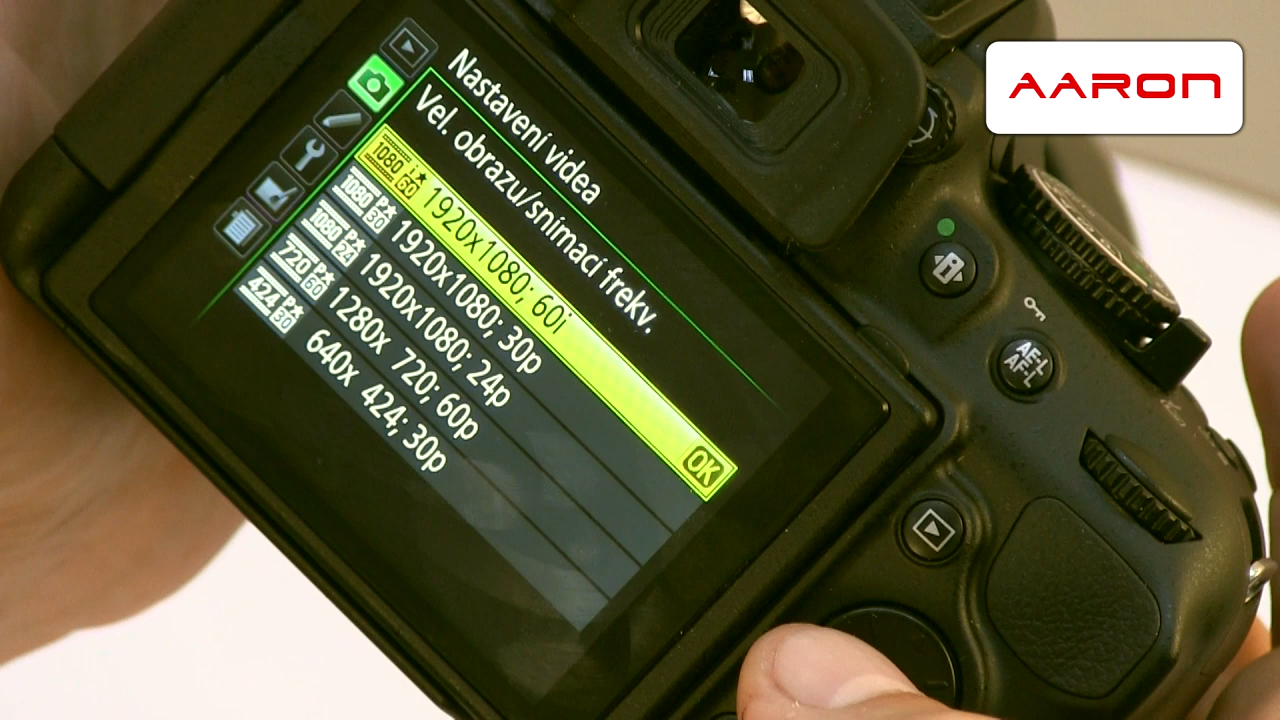 AARON
Nastavení videa
Vel. obrazu/snímací frekv.
1080 i★ 60 1920x1080; 60i
OK
1080 P★ 30 1920x1080; 30p
1080 P★ 24 1920x1080; 24p
720 P★ 60 1280x 720; 60p
424 P★ 30 640x 424; 30p
i
AE-L
AF-L